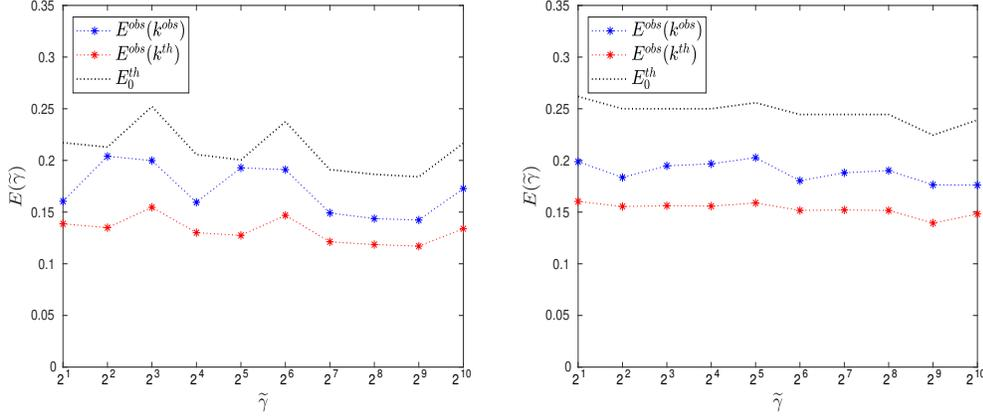 0.35
0.3
0.25
0.2
0.15
0.1
0.05
0
E(γ̃)
E^{obs}(k^{obs})
E^{obs}(k^{th})
E_0^{th}
2^1 2^2 2^3 2^4 2^5 2^6 2^7 2^8 2^9 2^{10}
γ̃
0.35
0.3
0.25
0.2
0.15
0.1
0.05
0
E(γ̃)
E^{obs}(k^{obs})
E^{obs}(k^{th})
E_0^{th}
2^1 2^2 2^3 2^4 2^5 2^6 2^7 2^8 2^9 2^{10}
γ̃